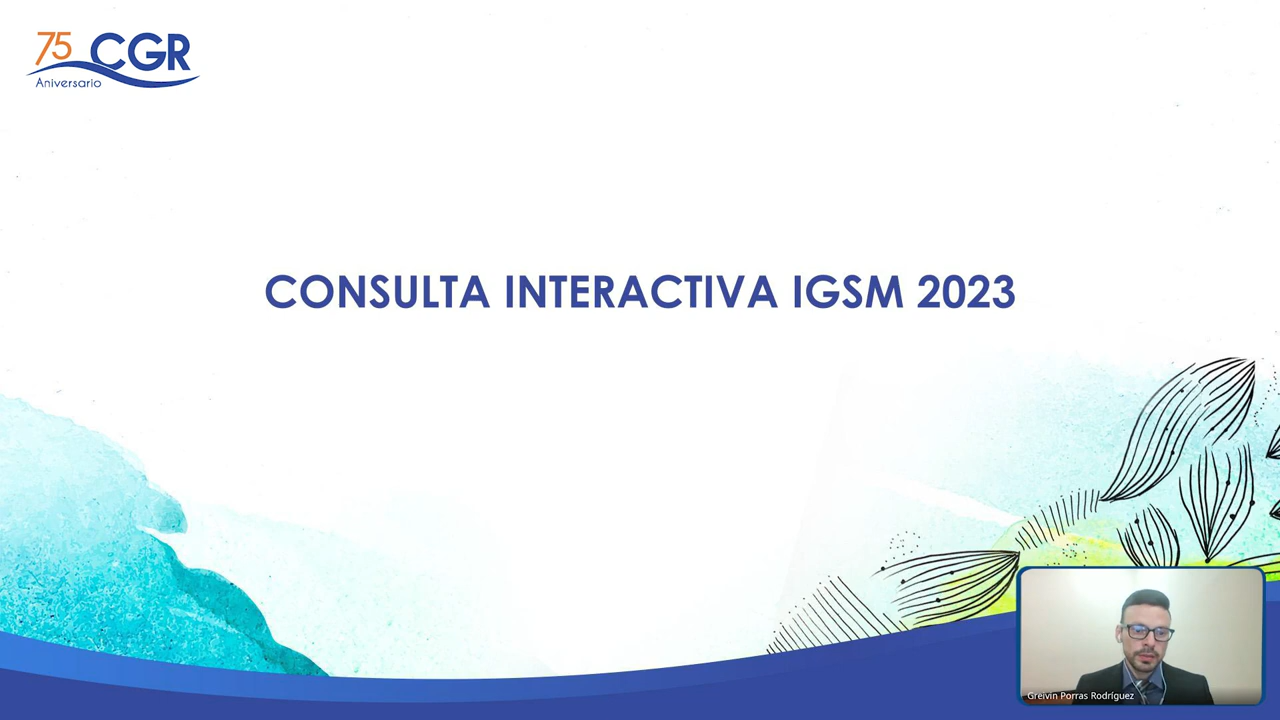 75 CGR
Aniversario
CONSULTA INTERACTIVA IGSM 2023
Greivin Porras Rodríguez